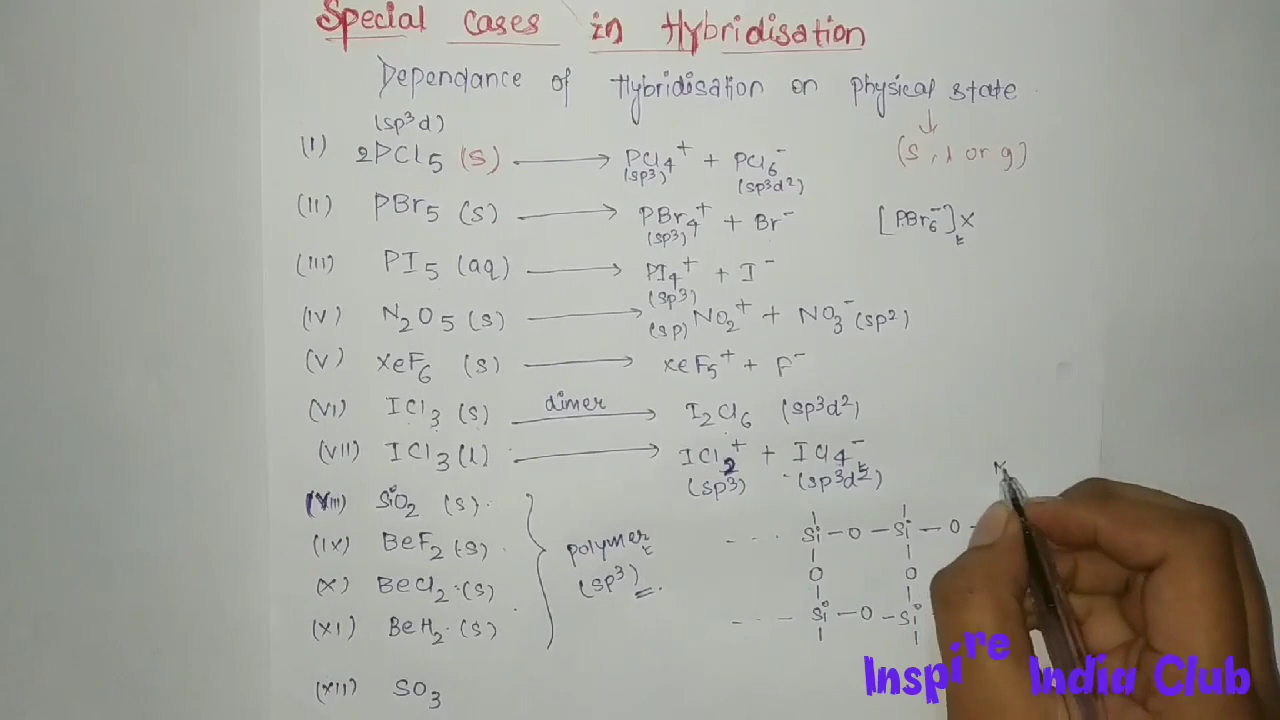 Special cases in Hybridisation
Dependance of Hybridisation on physical state
(s, l or g)
(sp³d)
(I) 2PCl₅ (s) ⟶ PCl₄⁺ + PCl₆⁻
(sp³) (sp³d²)
(II) PBr₅ (s) ⟶ PBr₄⁺ + Br⁻ [PBr₆⁻] x
(sp³)
(III) PI₅ (aq) ⟶ PI₄⁺ + I⁻
(sp³)
(IV) N₂O₅ (s) ⟶ (sp) NO₂⁺ + NO₃⁻ (sp²)
(V) XeF₆ (s) ⟶ XeF₅⁺ + F⁻
(VI) ICl₃ (s) dimer ⟶ I₂Cl₆ (sp³d²)
(VII) ICl₃ (l) ⟶ ICl₂⁺ + ICl₄⁻
(sp³) (sp³d²)
(VIII) SiO₂ (s)
(IX) BeF₂ (s)
(X) BeCl₂ (s)
(XI) BeH₂ (s)
polymer
(sp³)
(XII) SO₃
--- Si – O – Si – O –
O O
--- Si – O – Si
Inspire India Club